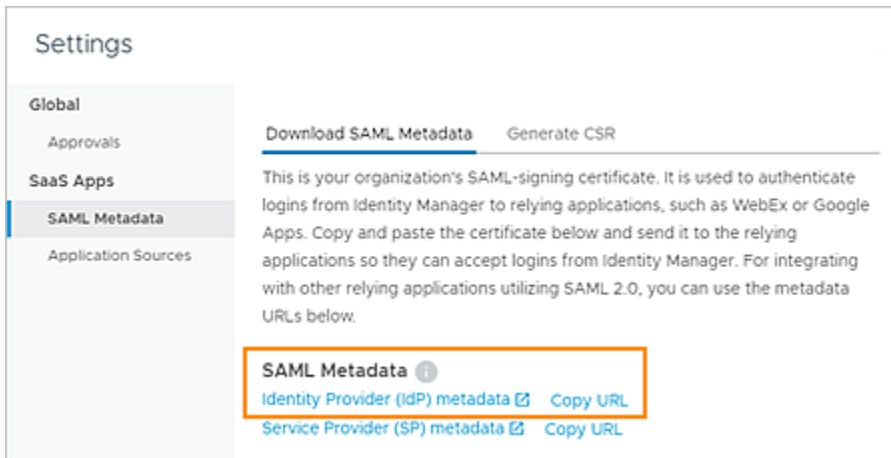 Settings
Global
Approvals
SaaS Apps
SAML Metadata
Application Sources
Download SAML Metadata
Generate CSR
This is your organization's SAML-signing certificate. It is used to authenticate
logins from Identity Manager to relying applications, such as WebEx or Google
Apps. Copy and paste the certificate below and send it to the relying
applications so they can accept logins from Identity Manager. For integrating
with other relying applications utilizing SAML 2.0, you can use the metadata
URLs below.
SAML Metadata
Identity Provider (IdP) metadata Copy URL
Service Provider (SP) metadata Copy URL